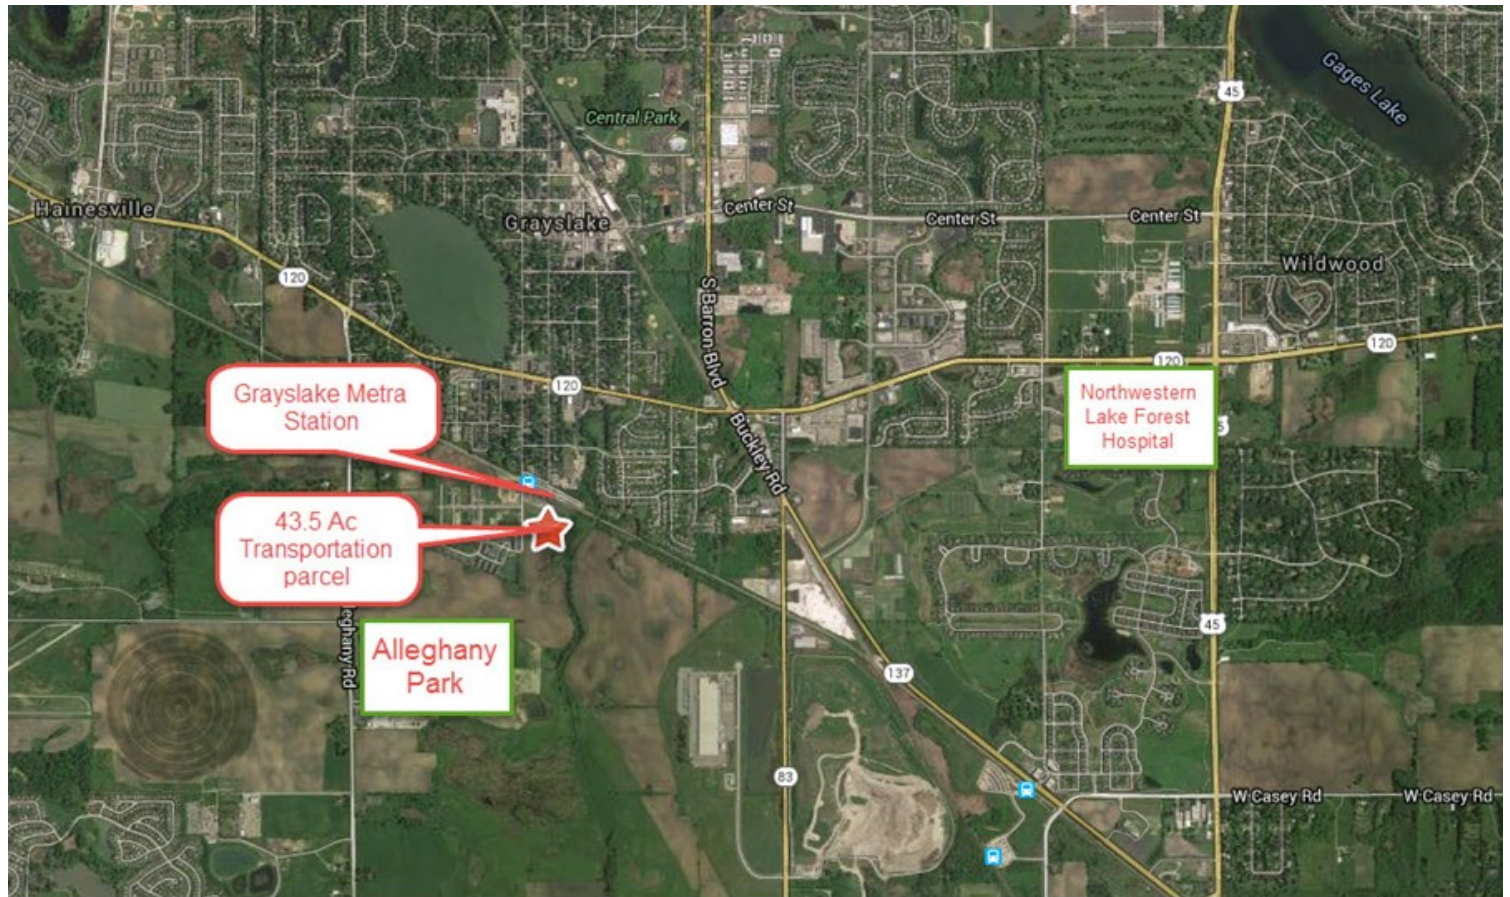 Gages Lake
45
Central Park
Hainesville
Grayslake
Center St
Center St
Center St
Wildwood
120
S Barron Blvd
120
120
Grayslake Metra
Station
120
Northwestern
Lake Forest
Hospital
Buckley Rd
5
43.5 Ac
Transportation
parcel
leghany Rd
Alleghany
Park
45
137
83
W Casey Rd
W Casey Rd